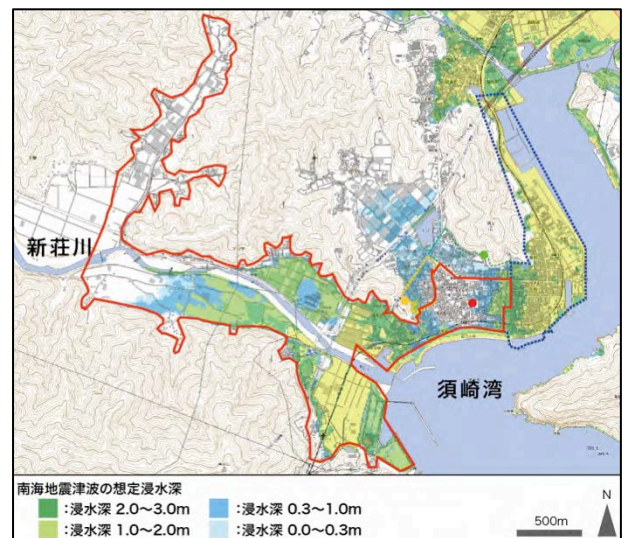 新荘川
須崎湾
南海地震津波の想定浸水深
:浸水深 2.0〜3.0m
:浸水深 0.3〜1.0m
:浸水深 1.0〜2.0m
:浸水深 0.0〜0.3m
500m
N